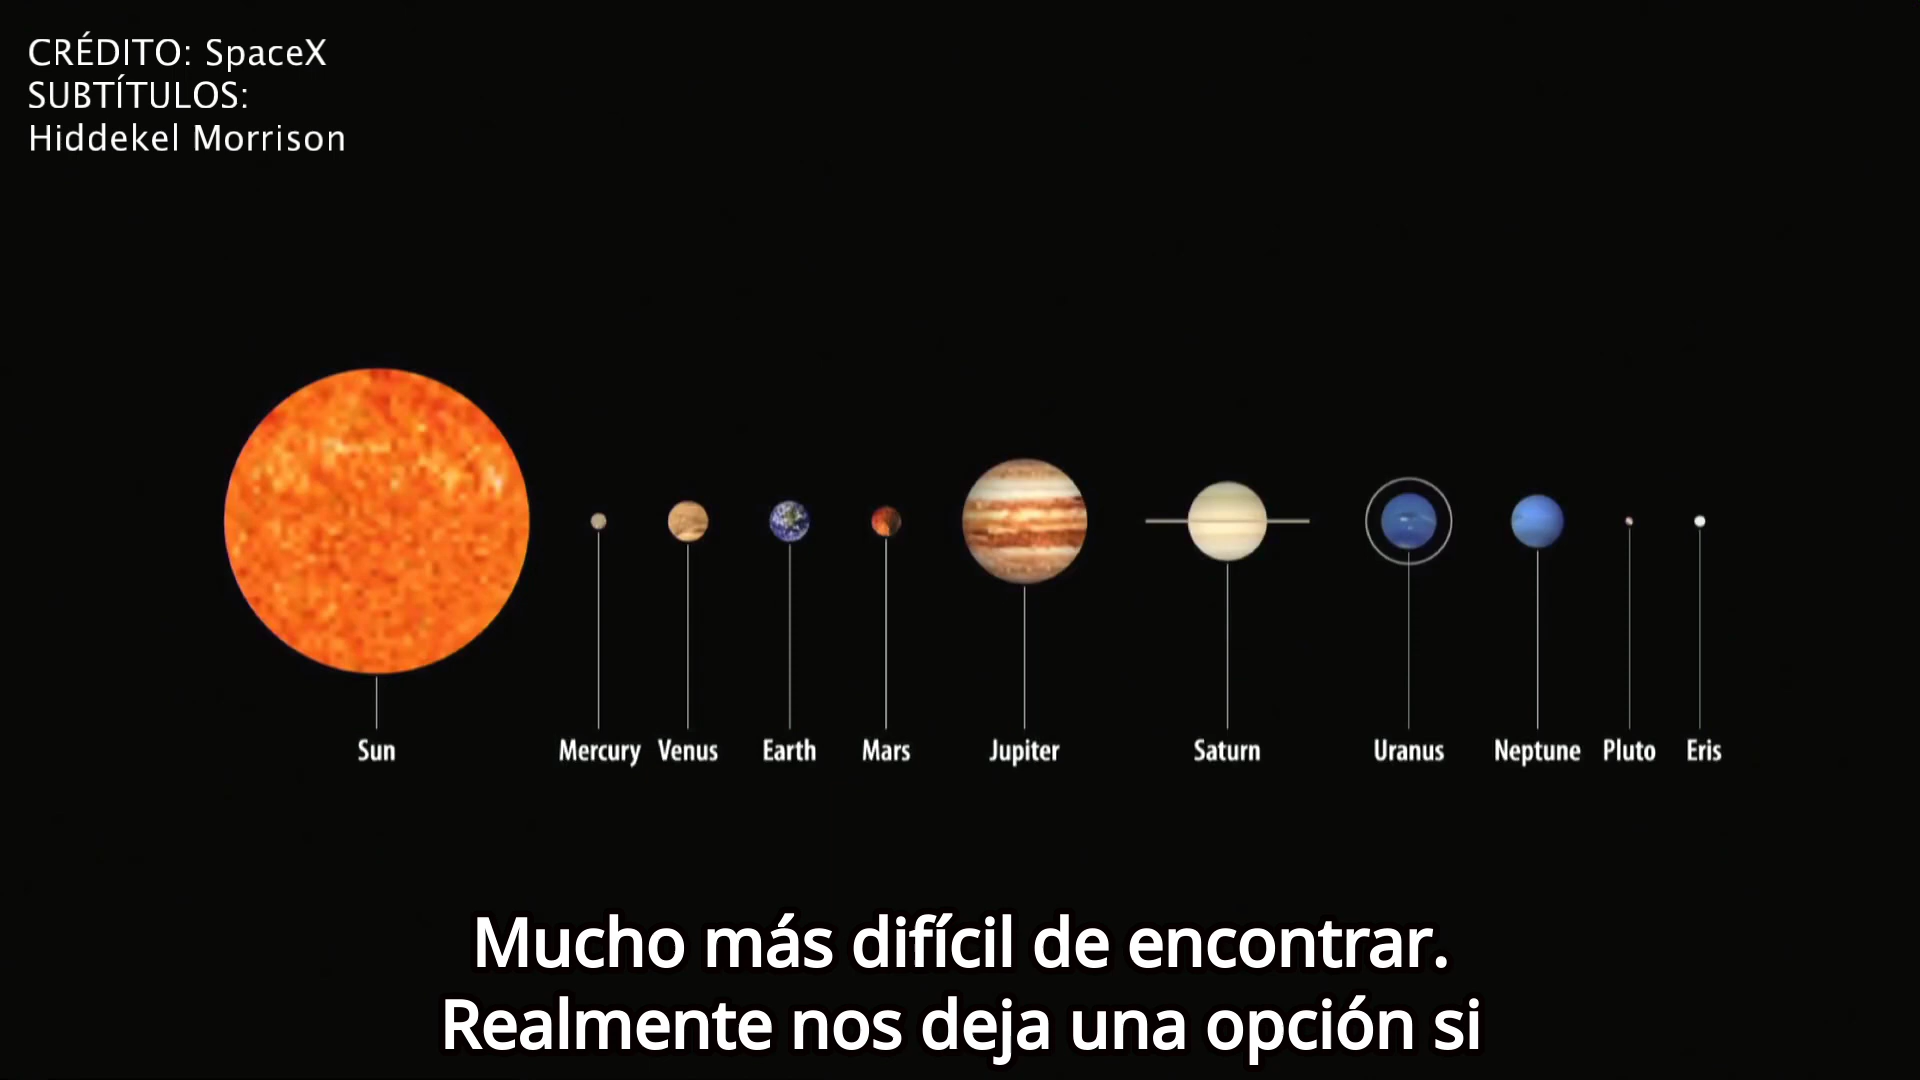 CRÉDITO: SpaceX
SUBTÍTULOS:
Hiddekel Morrison
Sun Mercury Venus Earth Mars Jupiter Saturn Uranus Neptune Pluto Eris
Mucho más difícil de encontrar.
Realmente nos deja una opción si